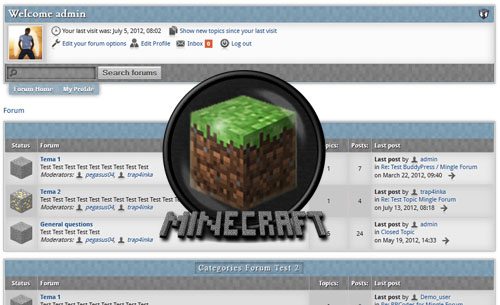 Welcome admin
Your last visit was: July 5, 2012, 08:02 Show new topics since your last visit
Edit your forum options Edit Profile Inbox 0 Log out
Search forums
Forum Home My Profile
Forum
Status Forum Topics: Posts: Last post
Tema 1
Test Test Test Test Test Test Test Test Test
Moderators: pegasus04, trap4inka
1 7
Last post by admin
in Re: Test BuddyPress / Mingle Forum
on March 22, 2012, 09:40
Tema 2
Test Test Test Test Test Test Test Test Test
Moderators: pegasus04, trap4inka
1 4
Last post by trap4inka
in Re: Test Topic Mingle Forum
on July 13, 2012, 08:18
General questions
Test Test Test Test Test
Moderators: pegasus04, trap4inka
24
Last post by admin
in Closed Topic
on May 19, 2012, 14:33
MINECRAFT
Categories Forum Test 2
Status Forum Topics: Posts: Last post
Tema 1
Last post by Demo_user